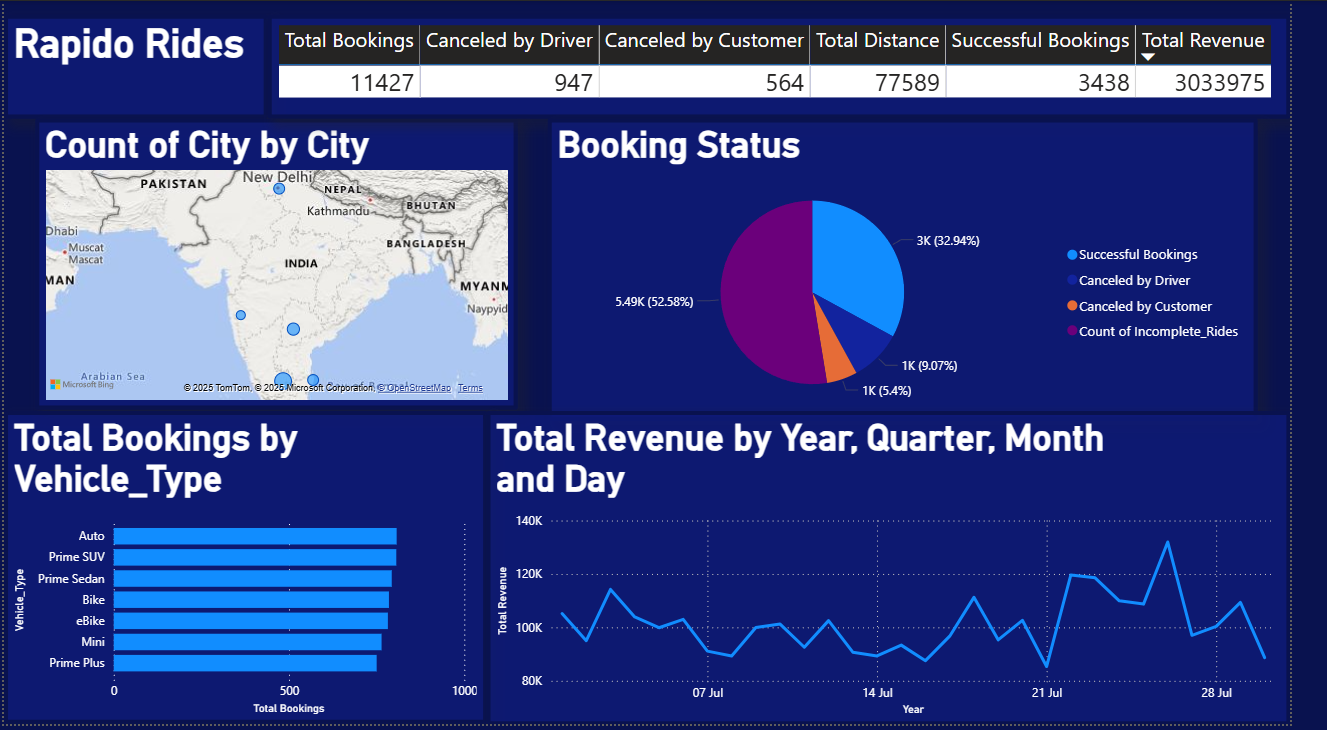 Rapido Rides
Total Bookings Canceled by Driver Canceled by Customer Total Distance Successful Bookings Total Revenue
11427 947 564 77589 3438 3033975
Count of City by City
New Delhi
PAKISTAN
NEPAL
Kathmandu
BHUTAN
Dhabi
Muscat
Mascat
BANGLADESH
INDIA
MAN
MYANM
Naypyid
Arabian Sea
Microsoft Bing
© 2025 TomTom, © 2025 Microsoft Corporation, © OpenStreetMap Terms
Booking Status
3K (32.94%)
5.49K (52.58%)
1K (9.07%)
1K (5.4%)
Successful Bookings
Canceled by Driver
Canceled by Customer
Count of Incomplete_Rides
Total Bookings by
Vehicle_Type
Vehicle_Type
Auto
Prime SUV
Prime Sedan
Bike
eBike
Mini
Prime Plus
0 500 1000
Total Bookings
Total Revenue by Year, Quarter, Month
and Day
Total Revenue
140K
120K
100K
80K
07 Jul 14 Jul 21 Jul 28 Jul
Year